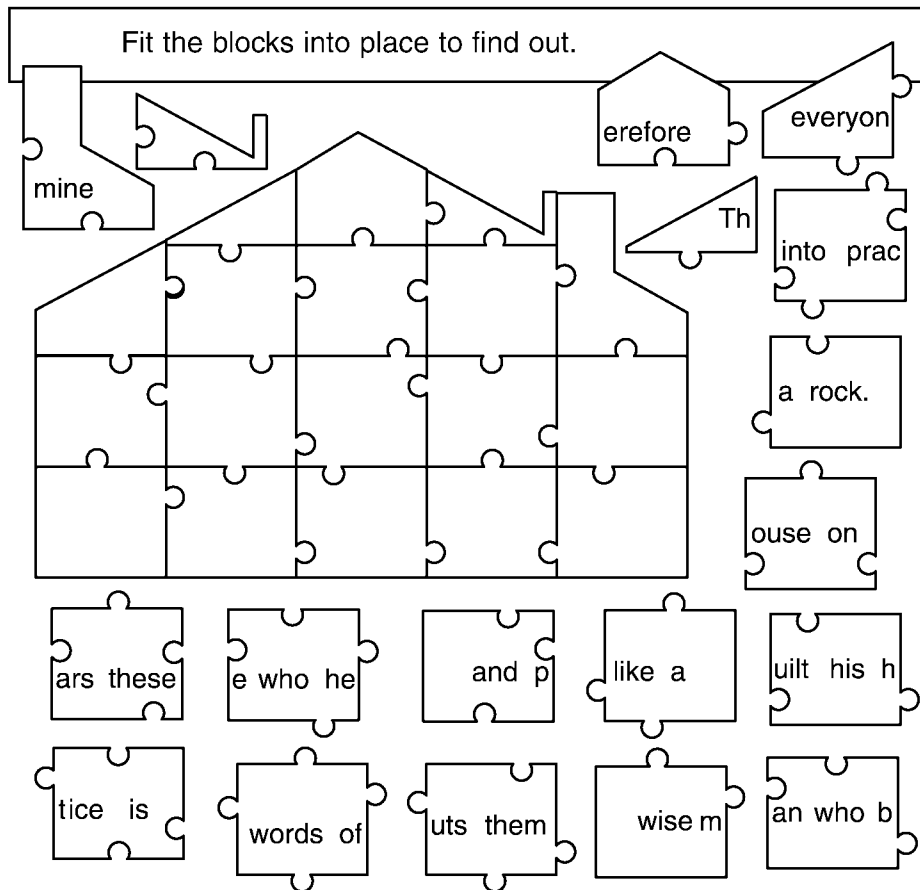 Fit the blocks into place to find out.
erefore
everyon
mine
Th
into prac
a rock.
ouse on
ars these
e who he
and p
like a
uilt his h
tice is
words of
uts them
wise m
an who b